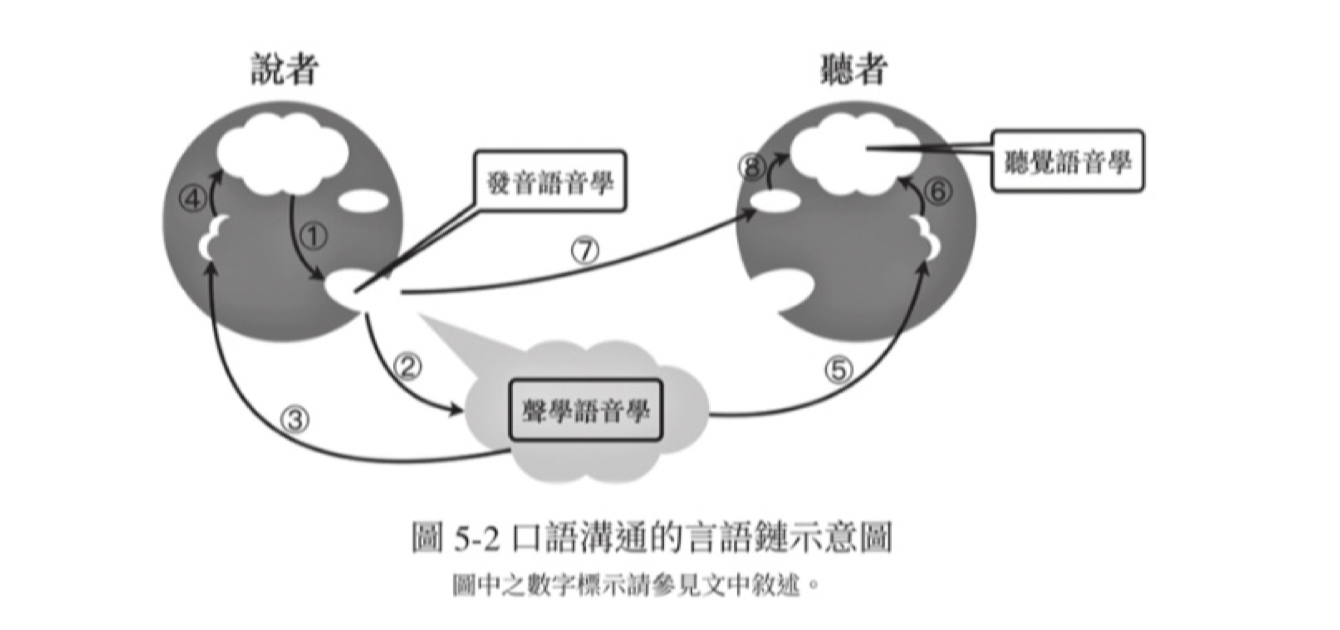 說者
聽者
發音語音學
聽覺語音學
④
①
⑧
⑥
⑦
②
⑤
③
聲學語音學
圖 5-2 口語溝通的言語鏈示意圖
圖中之數字標示請參見文中敘述。